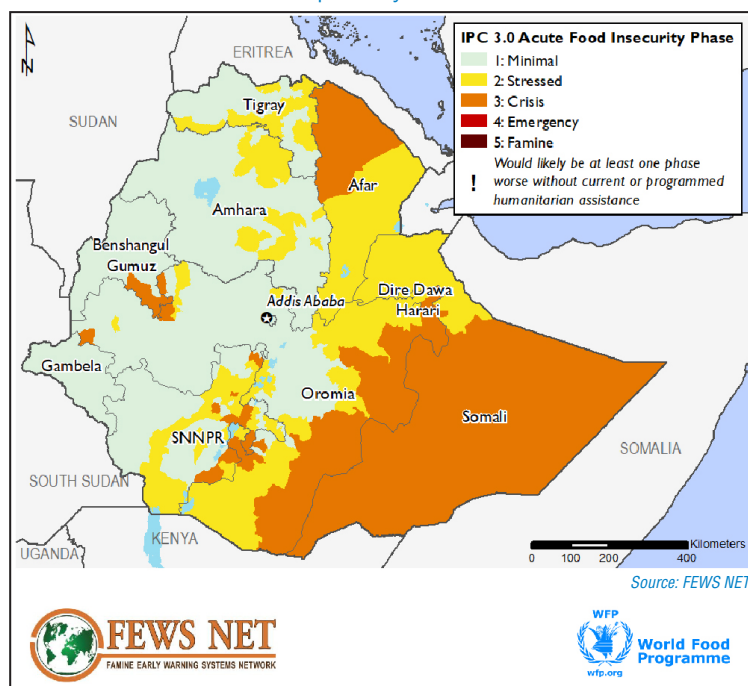 IPC 3.0 Acute Food Insecurity Phase
1: Minimal
2: Stressed
3: Crisis
4: Emergency
5: Famine
Would likely be at least one phase
! worse without current or programmed
humanitarian assistance
N
ERITREA
SUDAN
Tigray
Afar
Amhara
Benshangul
Gumuz
Addis Ababa
Dire Dawa
Harari
Gambela
Oromia
Somali
SNNPR
SOMALIA
SOUTH SUDAN
UGANDA
KENYA
Kilometers
0 100 200 400
Source: FEWS NET
FEWS NET
FAMINE EARLY WARNING SYSTEMS NETWORK
WFP
wfp.org
World Food
Programme